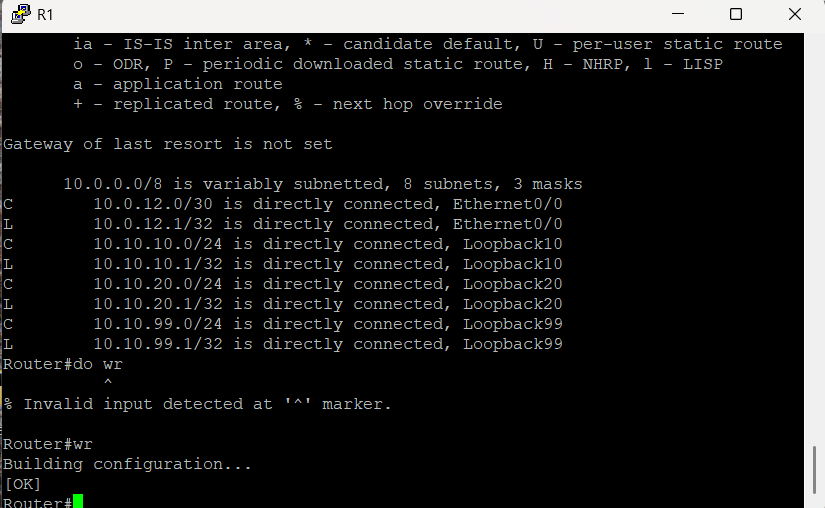 R1
ia - IS-IS inter area, * - candidate default, U - per-user static route
o - ODR, P - periodic downloaded static route, H - NHRP, l - LISP
a - application route
+ - replicated route, % - next hop override
Gateway of last resort is not set
10.0.0.0/8 is variably subnetted, 8 subnets, 3 masks
C 10.0.12.0/30 is directly connected, Ethernet0/0
L 10.0.12.1/32 is directly connected, Ethernet0/0
C 10.10.10.0/24 is directly connected, Loopback10
L 10.10.10.1/32 is directly connected, Loopback10
C 10.10.20.0/24 is directly connected, Loopback20
L 10.10.20.1/32 is directly connected, Loopback20
C 10.10.99.0/24 is directly connected, Loopback99
L 10.10.99.1/32 is directly connected, Loopback99
Router#do wr
^
% Invalid input detected at '^' marker.
Router#wr
Building configuration...
[OK]
Router#